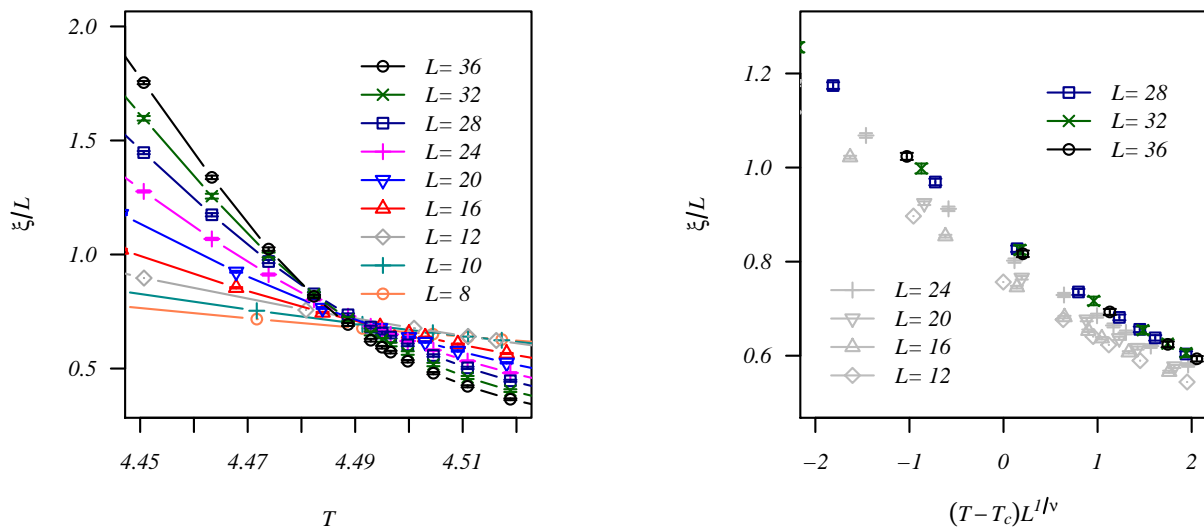 2.0
1.5
1.0
0.5
ξ/L
4.45
4.47
4.49
4.51
T
L= 36
L= 32
L= 28
L= 24
L= 20
L= 16
L= 12
L= 10
L= 8
1.2
1.0
0.8
0.6
ξ/L
−2
−1
0
1
2
(T−Tc)L^1/ν
L= 28
L= 32
L= 36
L= 24
L= 20
L= 16
L= 12